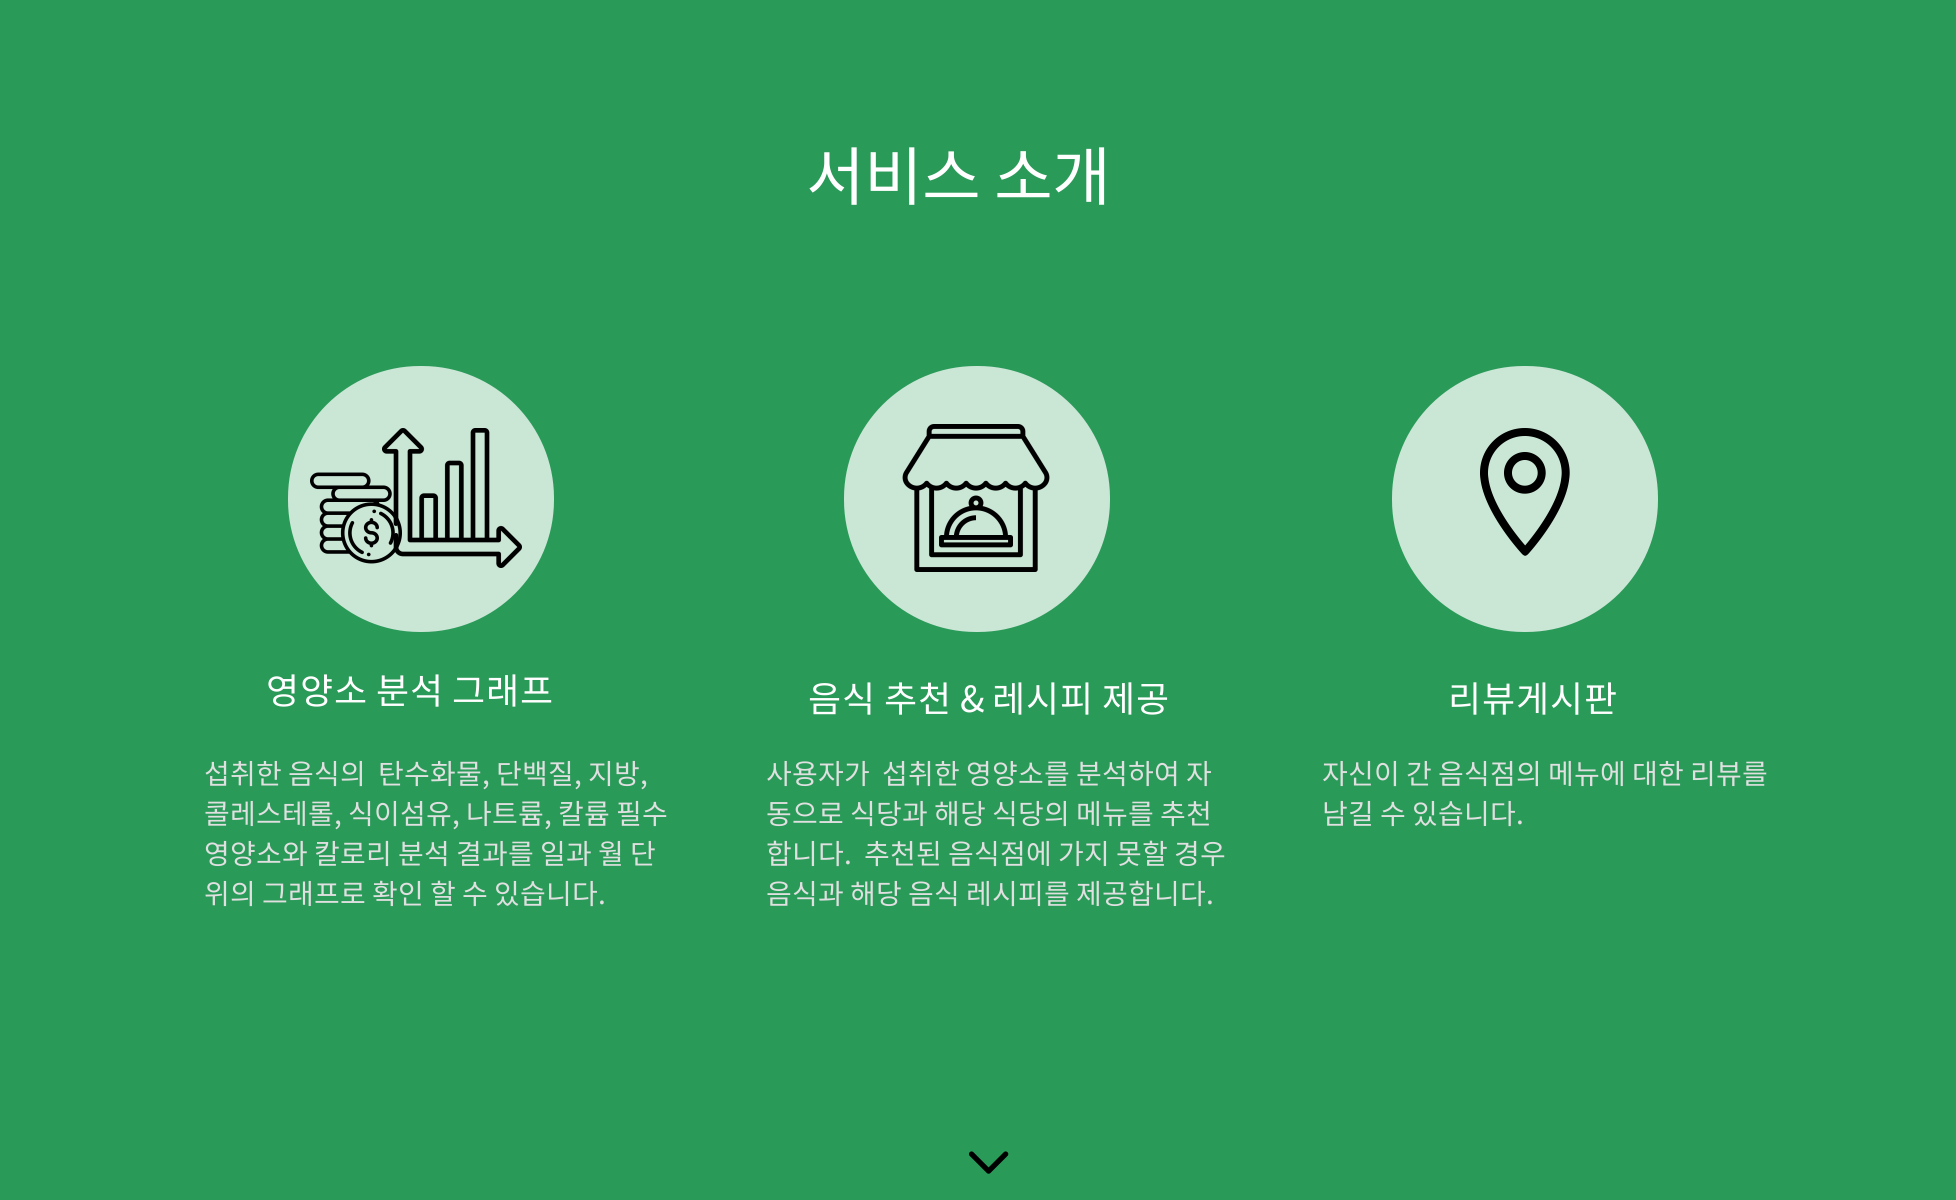 서비스 소개
영양소 분석 그래프
섭취한 음식의 탄수화물, 단백질, 지방,
콜레스테롤, 식이섬유, 나트륨, 칼륨 필수
영양소와 칼로리 분석 결과를 일과 월 단
위의 그래프로 확인 할 수 있습니다.
음식 추천 & 레시피 제공
사용자가 섭취한 영양소를 분석하여 자
동으로 식당과 해당 식당의 메뉴를 추천
합니다. 추천된 음식점에 가지 못할 경우
음식과 해당 음식 레시피를 제공합니다.
리뷰게시판
자신이 간 음식점의 메뉴에 대한 리뷰를
남길 수 있습니다.